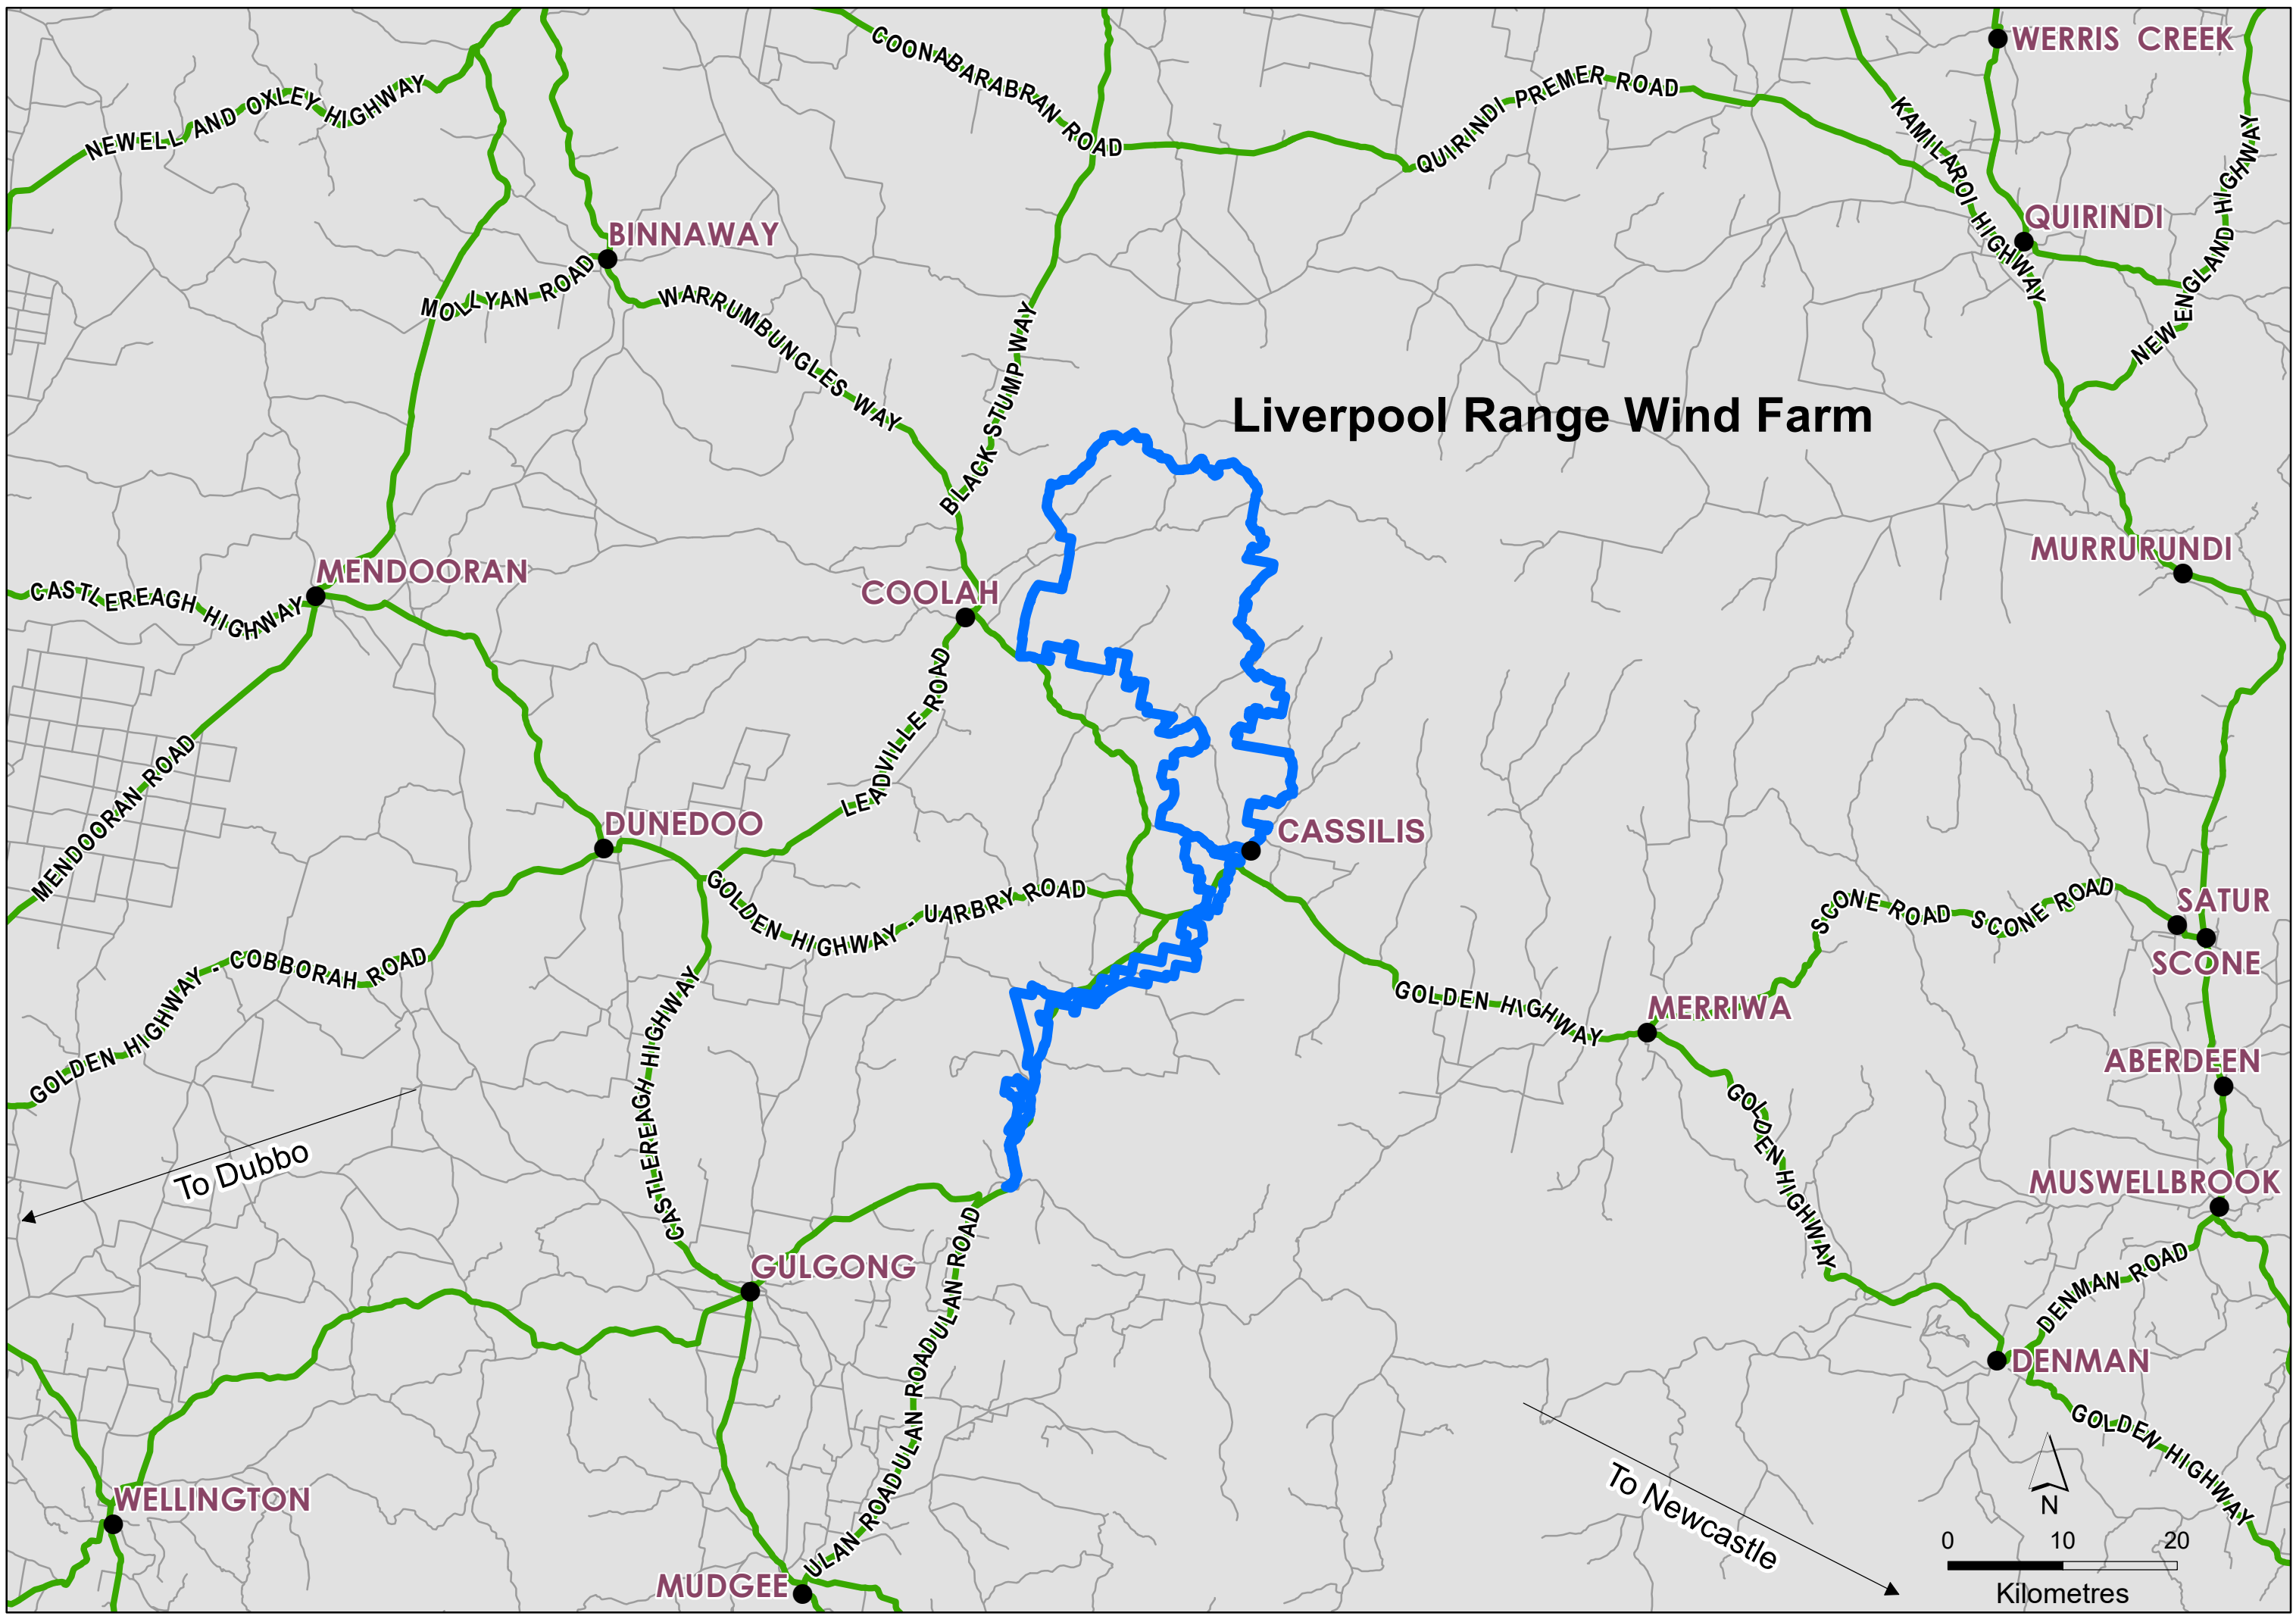 WERRIS CREEK
COONABARABRAN ROAD
NEWELL AND OXLEY HIGHWAY
QUIRINDI PREMER ROAD
KAMILAROI HIGHWAY
NEW ENGLAND HIGHWAY
QUIRINDI
BINNAWAY
MOLLYAN ROAD
WARRUMBUNGLES WAY
BLACK STUMP WAY
Liverpool Range Wind Farm
MURRURUNDI
MENDOORAN
CASTLEREAGH HIGHWAY
COOLAH
LEADVILLE ROAD
MENDOORAN ROAD
DUNEDOO
CASSILIS
GOLDEN HIGHWAY - UARBRY ROAD
SCONE ROAD
SCONE ROAD
SATUR
SCONE
GOLDEN HIGHWAY - COBBORAH ROAD
CASTLEREAGH HIGHWAY
GOLDEN HIGHWAY
MERRIWA
ABERDEEN
GOLDEN HIGHWAY
To Dubbo
MUSWELLBROOK
GULGONG
ULAN ROADULAN ROADULAN ROADULAN ROAD
DENMAN ROAD
DENMAN
GOLDEN HIGHWAY
WELLINGTON
To Newcastle
N
0 10 20
Kilometres
MUDGEE